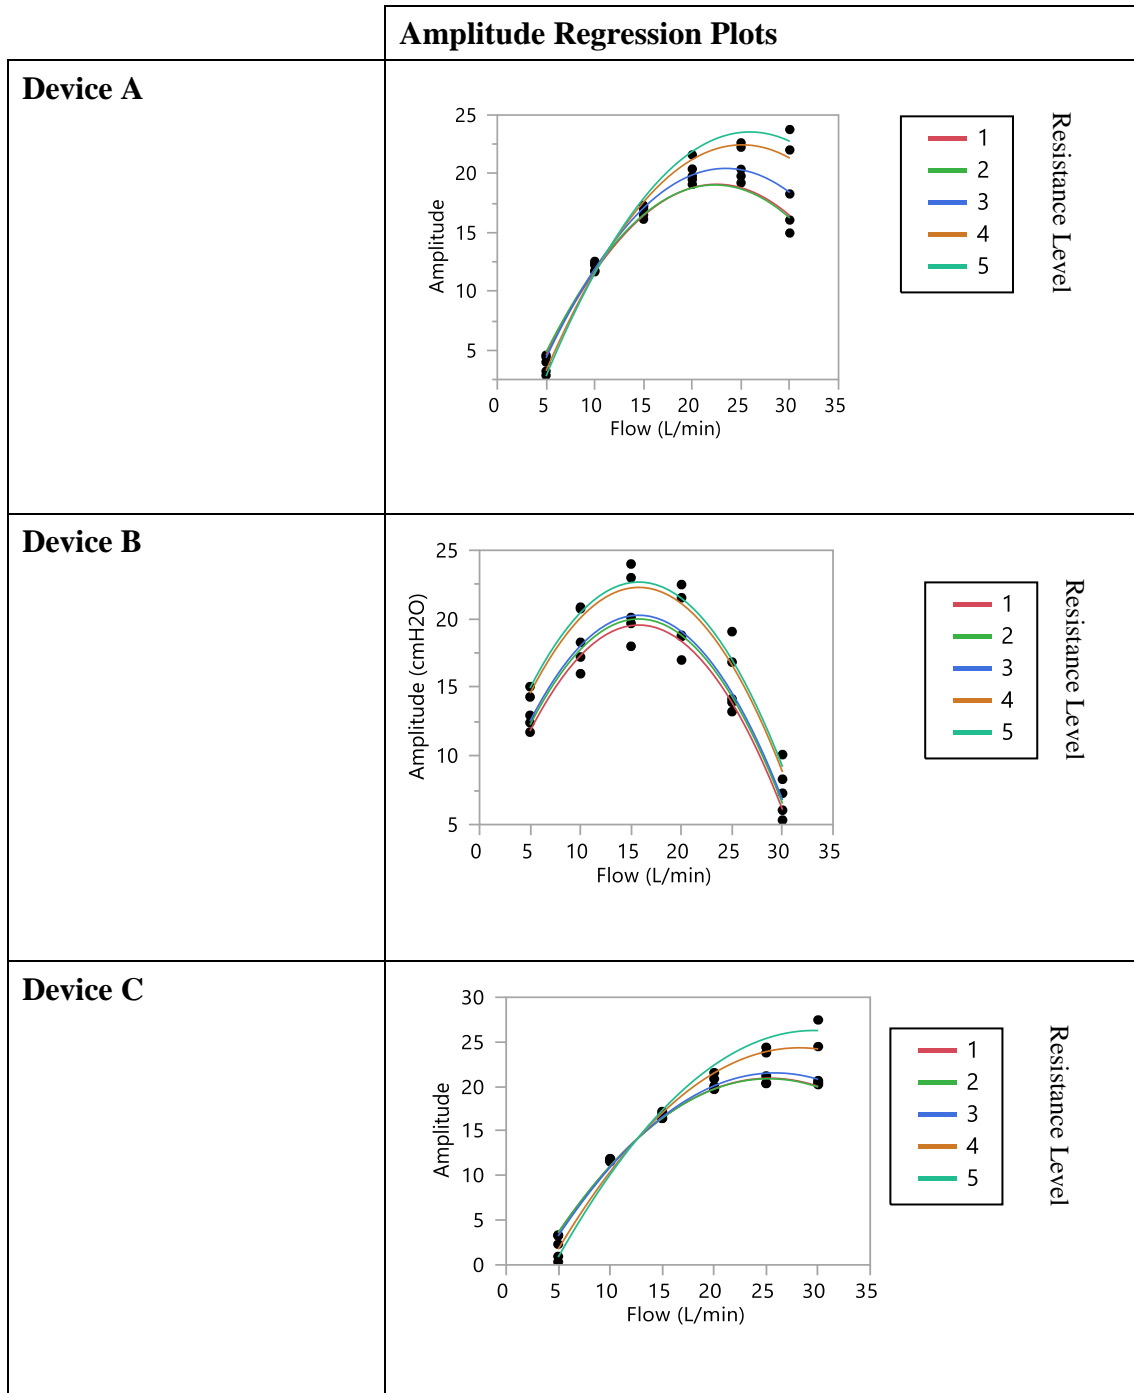 Amplitude Regression Plots
Device A
25
20
15
10
5
Amplitude
0 5 10 15 20 25 30 35
Flow (L/min)
1
2
3
4
5
Resistance Level
Device B
25
20
15
10
5
Amplitude (cmH2O)
0 5 10 15 20 25 30 35
Flow (L/min)
1
2
3
4
5
Resistance Level
Device C
30
25
20
15
10
5
0
Amplitude
0 5 10 15 20 25 30 35
Flow (L/min)
1
2
3
4
5
Resistance Level